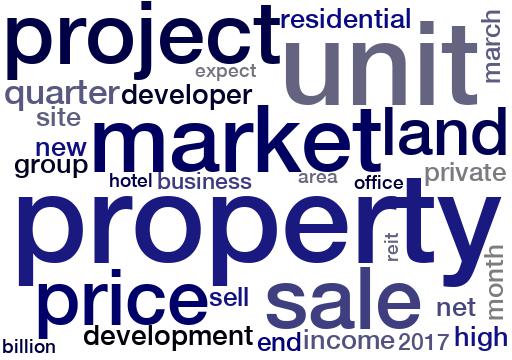 project
residential
march
unit
expect
quarter
developer
site
market
land
new
group
private
hotel
business
area
office
property
reit
month
price
sell
sale
net
development
end
income
2017
high
billion